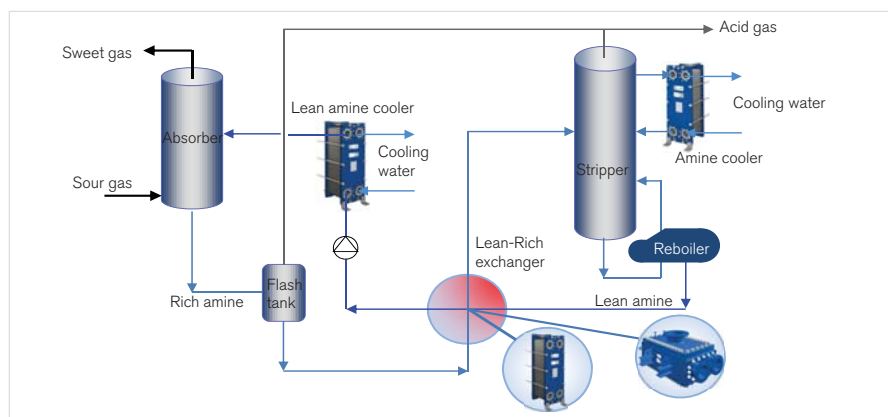 Acid gas
Sweet gas
Lean amine cooler
Cooling water
Absorber
Cooling
water
Amine cooler
Stripper
Sour gas
Lean-Rich
exchanger
Reboiler
Flash
tank
Rich amine
Lean amine